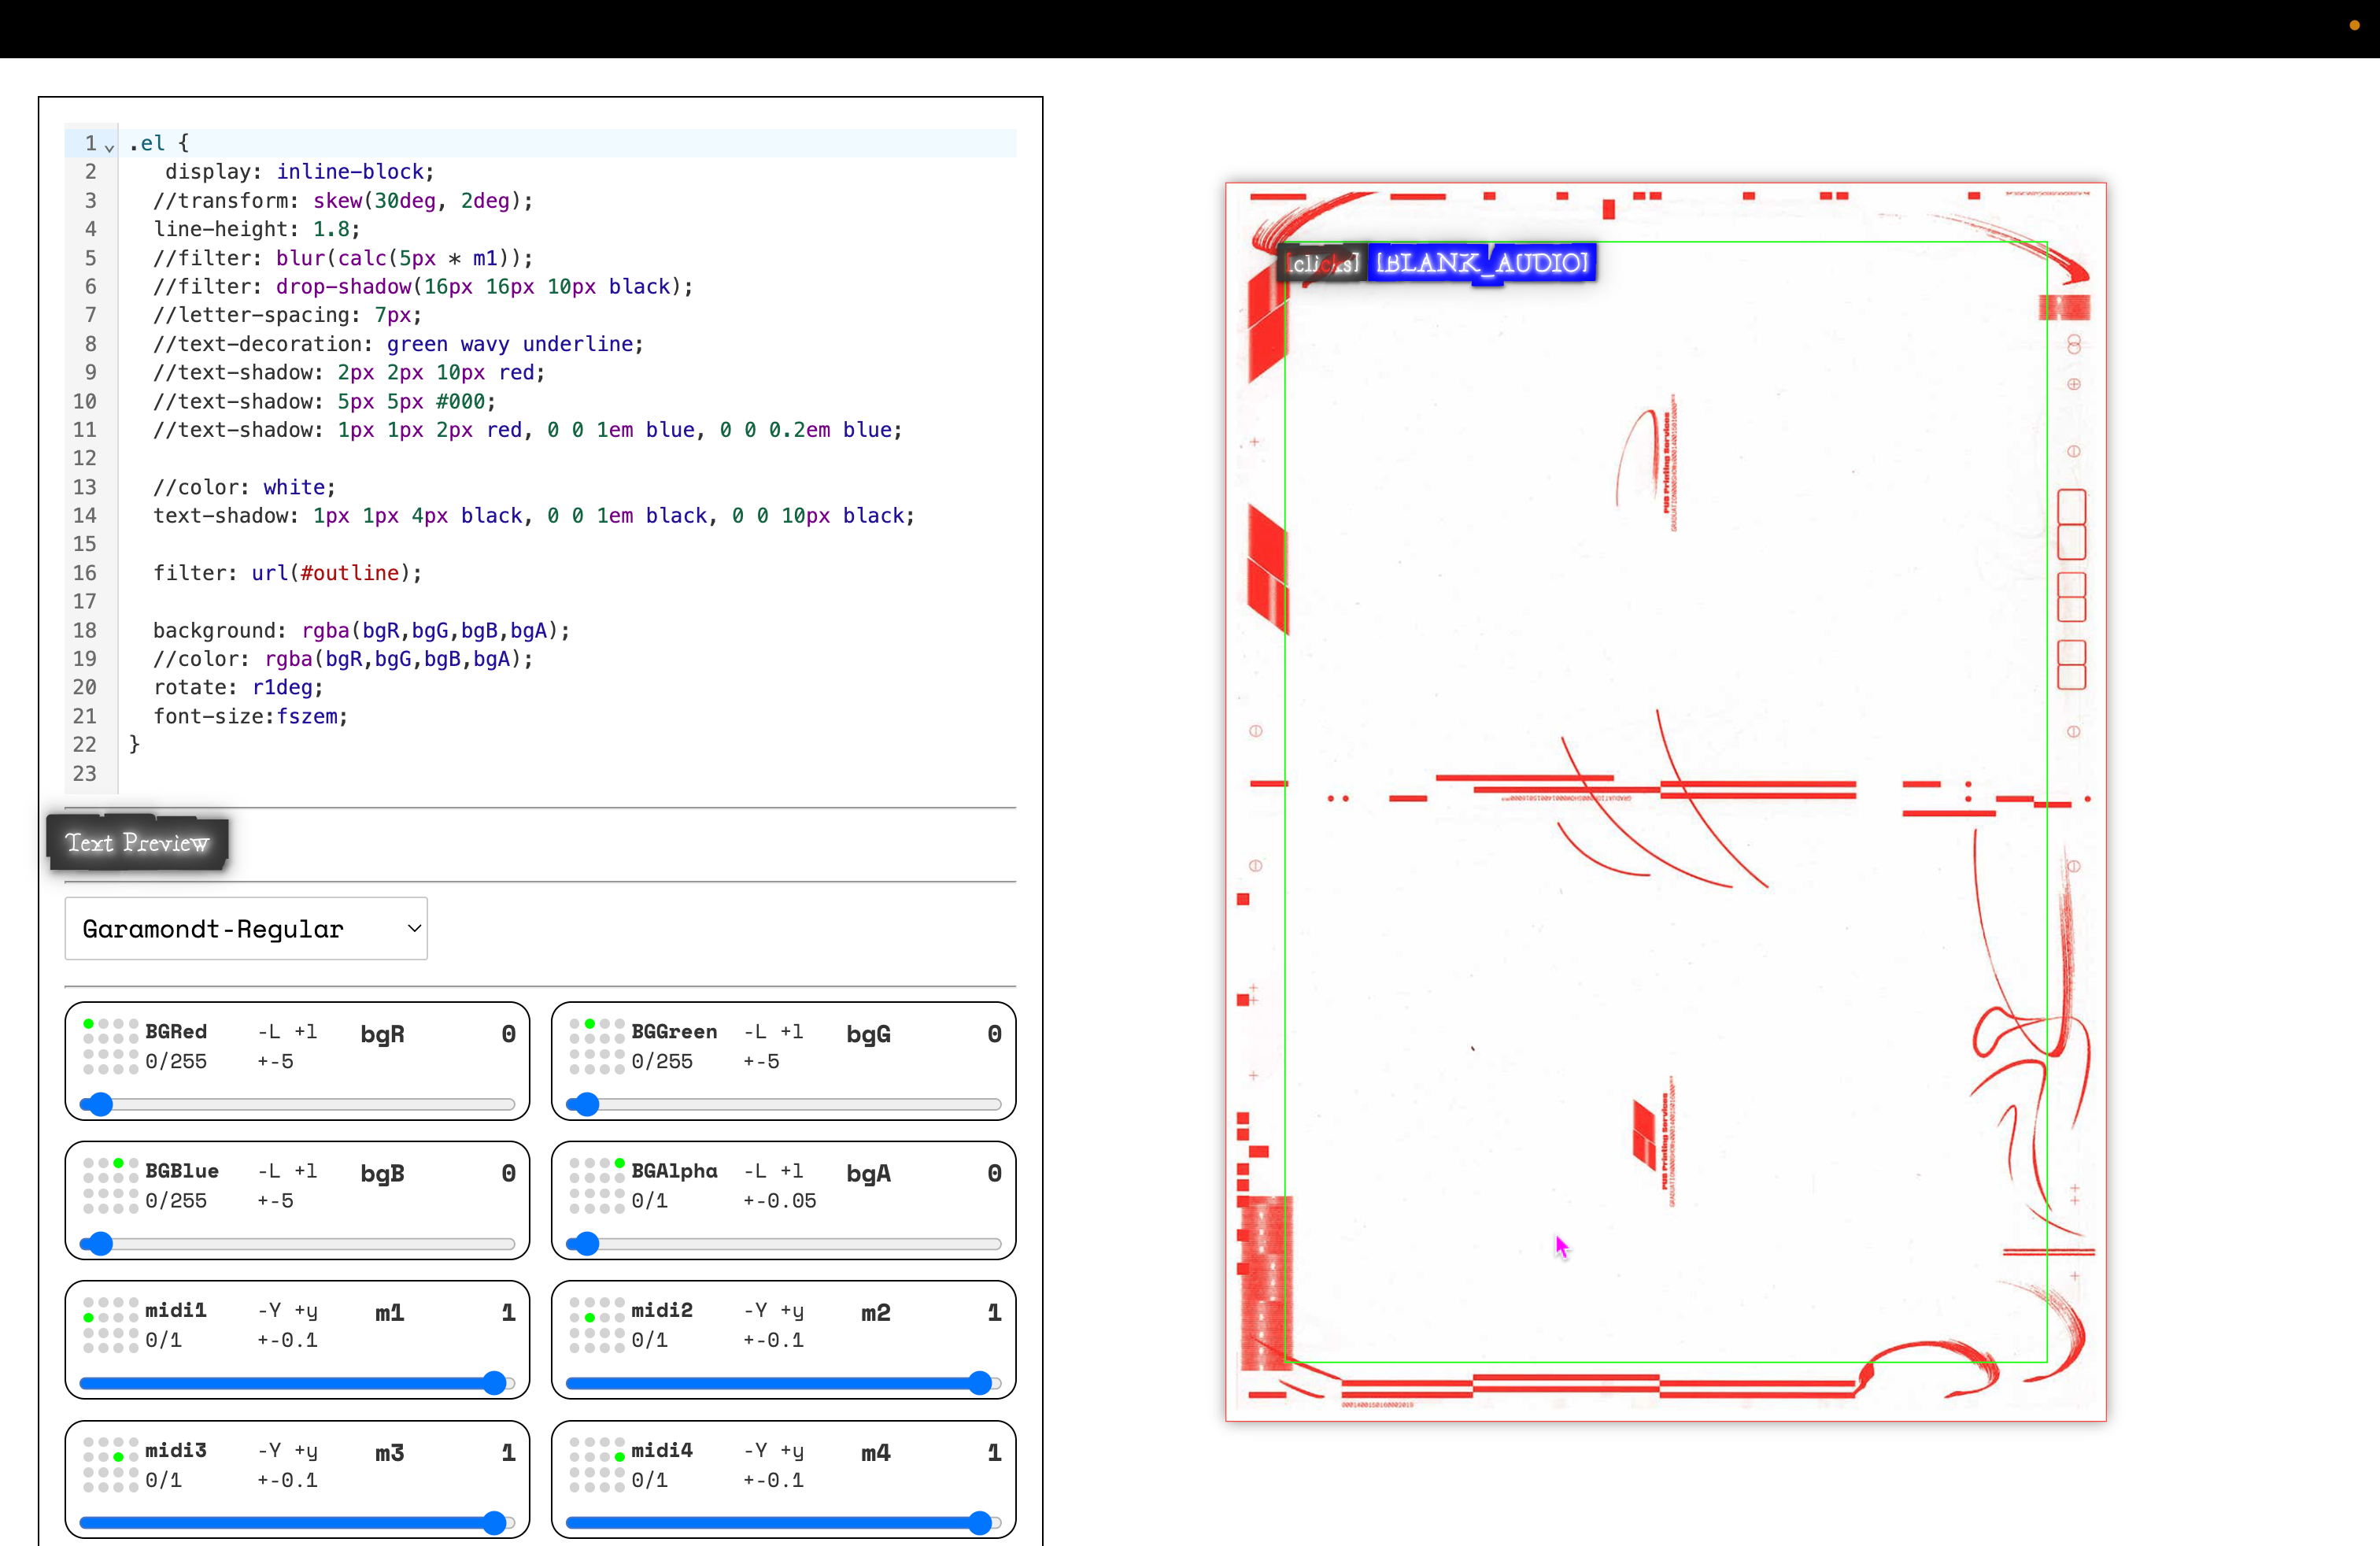 1 .el {
2 display: inline-block;
3 //transform: skew(30deg, 2deg);
4 line-height: 1.8;
5 //filter: blur(calc(5px * m1));
6 //filter: drop-shadow(16px 16px 10px black);
7 //letter-spacing: 7px;
8 //text-decoration: green wavy underline;
9 //text-shadow: 2px 2px 10px red;
10 //text-shadow: 5px 5px #000;
11 //text-shadow: 1px 1px 2px red, 0 0 1em blue, 0 0 0.2em blue;
12
13 //color: white;
14 text-shadow: 1px 1px 4px black, 0 0 1em black, 0 0 10px black;
15
16 filter: url(#outline);
17
18 background: rgba(bgR,bgG,bgB,bgA);
19 //color: rgba(bgR,bgG,bgB,bgA);
20 rotate: r1deg;
21 font-size:fszem;
22 }
23
Text Preview
Garamondt-Regular
BGRed -L +l bgR 0
0/255 +-5
BGGreen -L +l bgG 0
0/255 +-5
BGBlue -L +l bgB 0
0/255 +-5
BGAlpha -L +l bgA 0
0/1 +-0.05
midi1 -Y +y m1 1
0/1 +-0.1
midi2 -Y +y m2 1
0/1 +-0.1
midi3 -Y +y m3 1
0/1 +-0.1
midi4 -Y +y m4 1
0/1 +-0.1
[clicks] [BLANK_AUDIO]
PUB Printing Services
PUB Printing Services